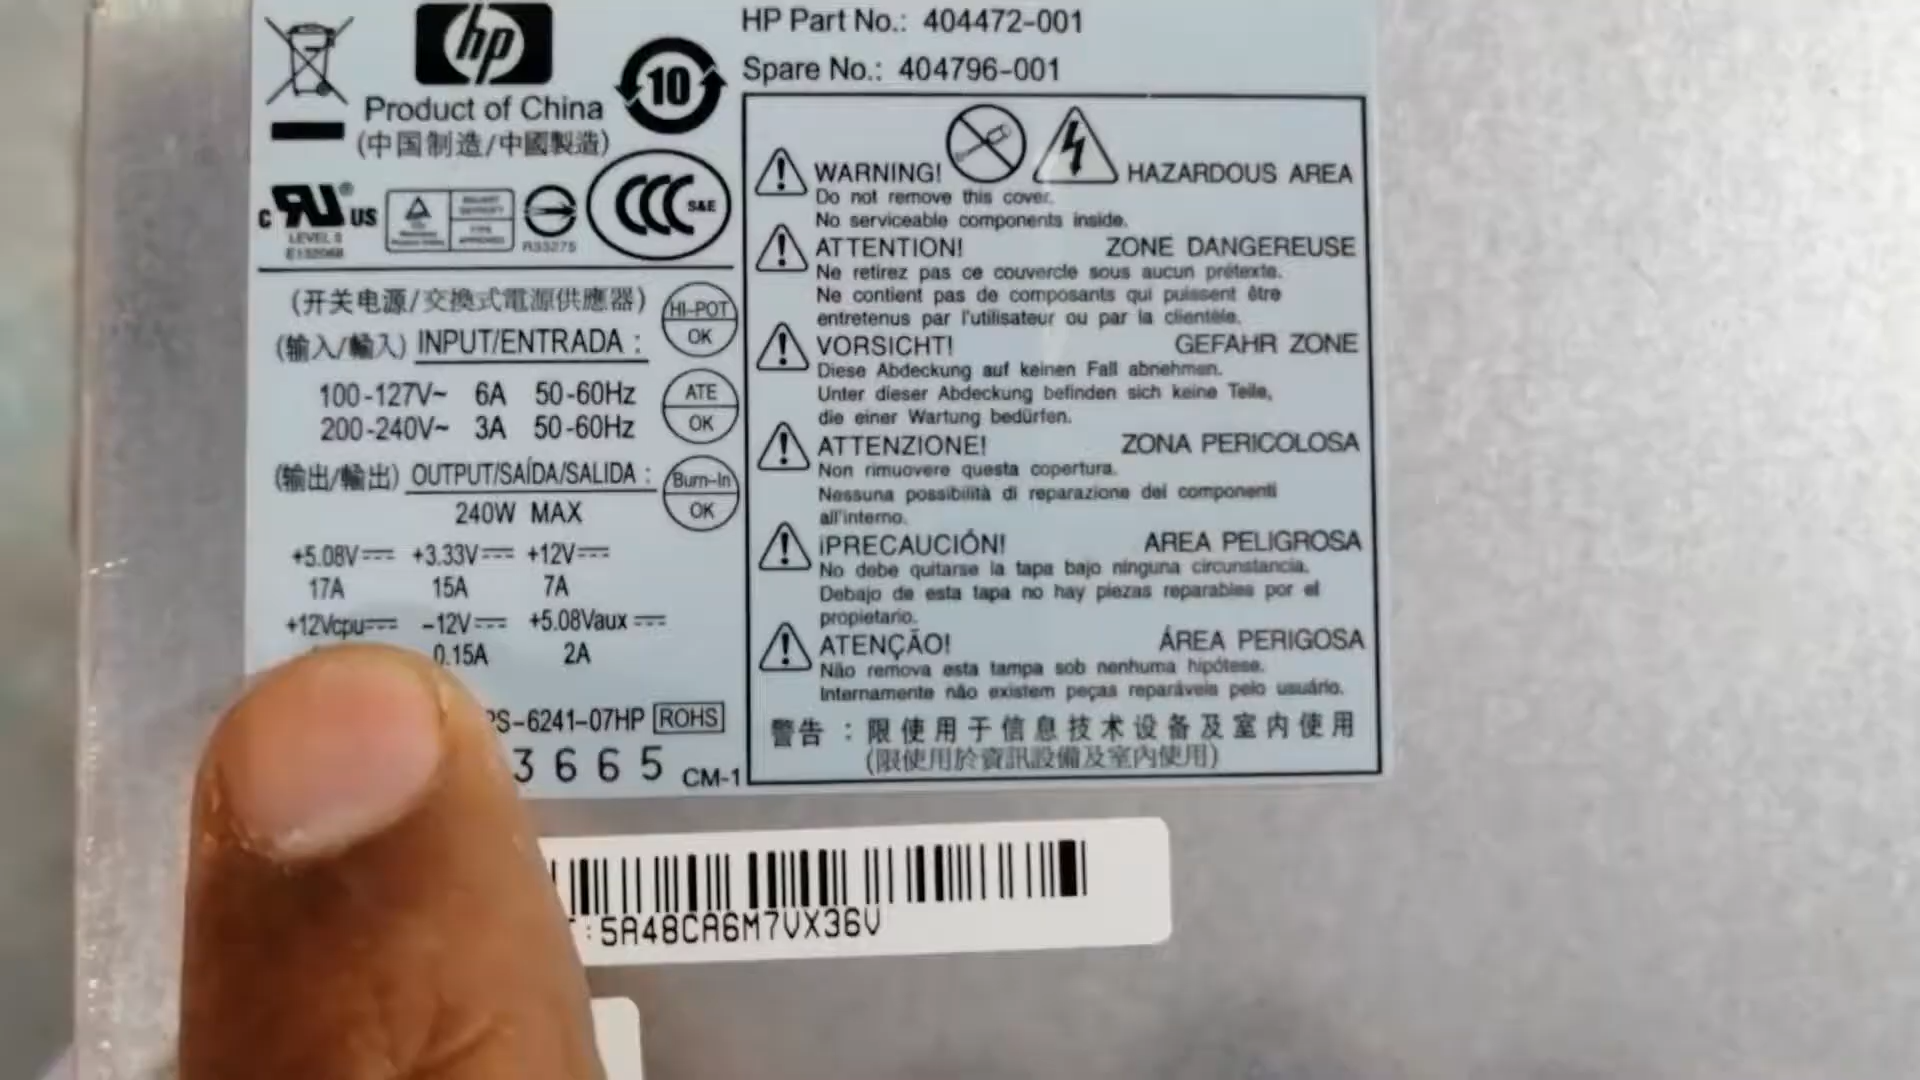 hp
HP Part No.: 404472-001
Spare No.: 404796-001
10
Product of China
(中国制造/中國製造)
C RU® US
LEVEL 5
CCC S&E
R33275
(开关电源/交換式電源供應器)
(输入/輸入) INPUT/ENTRADA :
100-127V~ 6A 50-60Hz
200-240V~ 3A 50-60Hz
(输出/輸出) OUTPUT/SAÍDA/SALIDA :
240W MAX
+5.08V +3.33V +12V
17A 15A 7A
+12Vcpu -12V +5.08Vaux
0.15A 2A
PS-6241-07HP ROHS
3665 CM-1
HI-POT
OK
ATE
OK
Burn-In
OK
WARNING! HAZARDOUS AREA
Do not remove this cover.
No serviceable components inside.
ATTENTION! ZONE DANGEREUSE
Ne retirez pas ce couvercle sous aucun prétexte.
Ne contient pas de composants qui puissent être
entretenus par l'utilisateur ou par la clientèle.
VORSICHT! GEFAHR ZONE
Diese Abdeckung auf keinen Fall abnehmen.
Unter dieser Abdeckung befinden sich keine Teile,
die einer Wartung bedürfen.
ATTENZIONE! ZONA PERICOLOSA
Non rimuovere questa copertura.
Nessuna possibilità di reparazione dei componenti
all'interno.
¡PRECAUCIÓN! AREA PELIGROSA
No debe quitarse la tapa bajo ninguna circunstancia.
Debajo de esta tapa no hay piezas reparables por el
propietario.
ATENÇÃO! ÁREA PERIGOSA
Não remova esta tampa sob nenhuma hipótese.
Internamente não existem peças reparáveis pelo usuário.
警告：限使用于信息技术设备及室内使用
(限使用於資訊設備及室內使用)
:5A48CA6M7VX36V